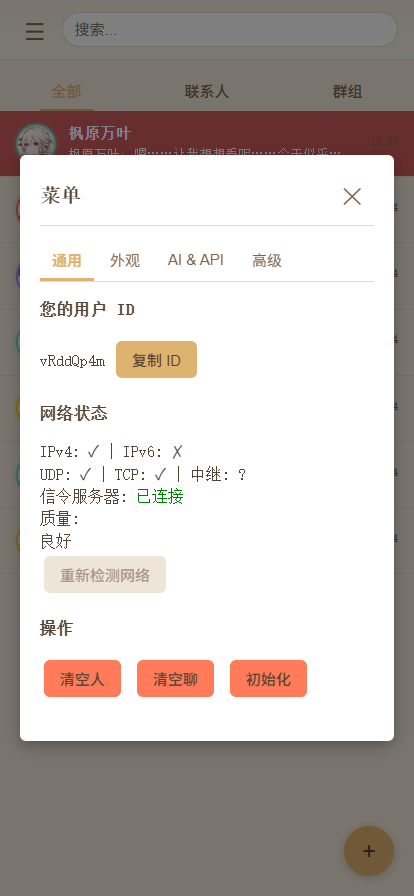 搜索...
全部
联系人
群组
枫原万叶
枫原万叶: 嗯……让我想想看呢……今天似乎…
菜单
通用
外观
AI & API
高级
您的用户 ID
vRddQp4m
复制 ID
网络状态
IPv4: ✓ | IPv6: ✗
UDP: ✓ | TCP: ✓ | 中继: ?
信令服务器: 已连接
质量:
良好
重新检测网络
操作
清空人
清空聊
初始化
+